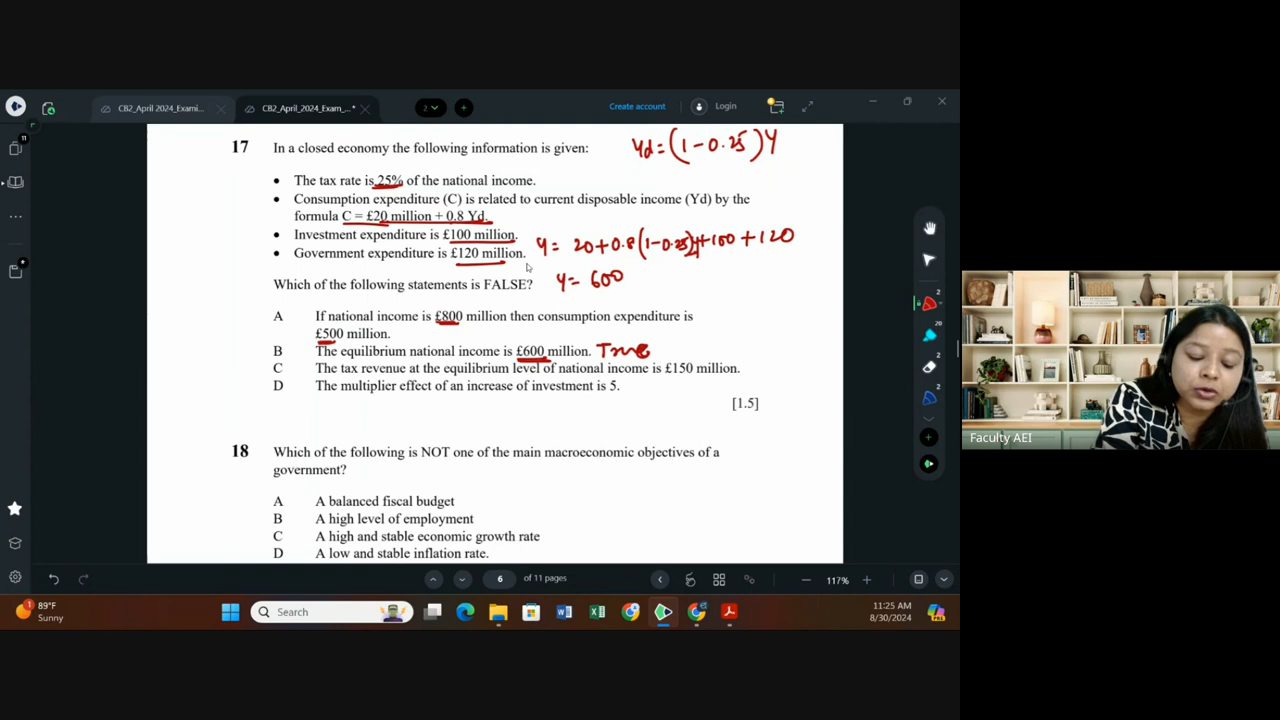 CB2_April 2024_Exami...
CB2_April_2024_Exam_...*
2
Create account
Login
17 In a closed economy the following information is given:
Yd = (1-0.25)Y
• The tax rate is 25% of the national income.
• Consumption expenditure (C) is related to current disposable income (Yd) by the
formula C = £20 million + 0.8 Yd.
• Investment expenditure is £100 million.
• Government expenditure is £120 million.
Y = 20+0.8(1-0.25)Y+100+120
Y = 600
Which of the following statements is FALSE?
A If national income is £800 million then consumption expenditure is
£500 million.
B The equilibrium national income is £600 million. True
C The tax revenue at the equilibrium level of national income is £150 million.
D The multiplier effect of an increase of investment is 5.
[1.5]
18 Which of the following is NOT one of the main macroeconomic objectives of a
government?
A A balanced fiscal budget
B A high level of employment
C A high and stable economic growth rate
D A low and stable inflation rate.
11
2
20
2
2
Faculty AEI
6 of 11 pages
117%
1
89°F
Sunny
Search
11:25 AM
8/30/2024